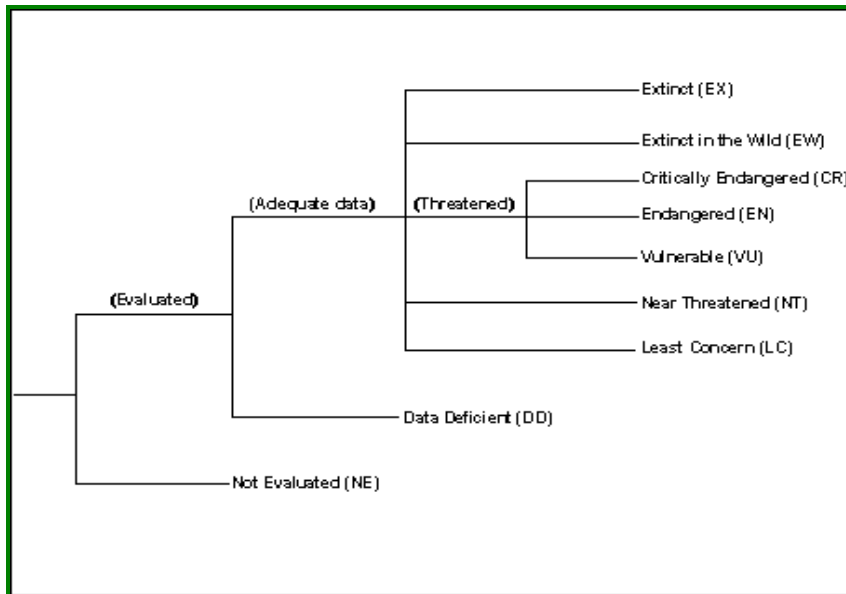 Extinct (EX)
Extinct in the Wild (EW)
Critically Endangered (CR)
(Adequate data)
(Threatened)
Endangered (EN)
Vulnerable (VU)
(Evaluated)
Near Threatened (NT)
Least Concern (LC)
Data Deficient (DD)
Not Evaluated (NE)